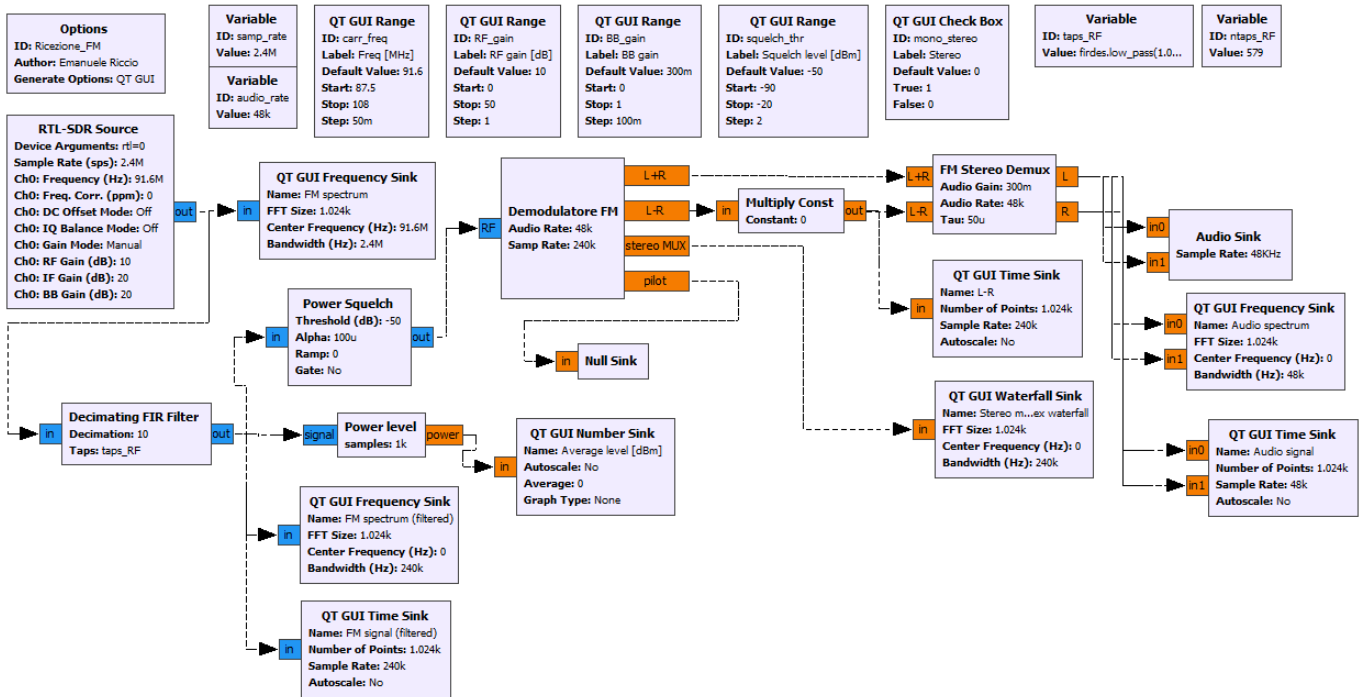 Options
ID: Ricezione_FM
Author: Emanuele Riccio
Generate Options: QT GUI
Variable
ID: samp_rate
Value: 2.4M
Variable
ID: audio_rate
Value: 48k
QT GUI Range
ID: carr_freq
Label: Freq [MHz]
Default Value: 91.6
Start: 87.5
Stop: 108
Step: 50m
QT GUI Range
ID: RF_gain
Label: RF gain [dB]
Default Value: 10
Start: 0
Stop: 50
Step: 1
QT GUI Range
ID: BB_gain
Label: BB gain
Default Value: 300m
Start: 0
Stop: 1
Step: 100m
QT GUI Range
ID: squelch_thr
Label: Squelch level [dBm]
Default Value: -50
Start: -90
Stop: -20
Step: 2
QT GUI Check Box
ID: mono_stereo
Label: Stereo
Default Value: 0
True: 1
False: 0
Variable
ID: taps_RF
Value: firdes.low_pass(1.0...
Variable
ID: ntaps_RF
Value: 579
RTL-SDR Source
Device Arguments: rtl=0
Sample Rate (sps): 2.4M
Ch0: Frequency (Hz): 91.6M
Ch0: Freq. Corr. (ppm): 0
Ch0: DC Offset Mode: Off
Ch0: IQ Balance Mode: Off
Ch0: Gain Mode: Manual
Ch0: RF Gain (dB): 10
Ch0: IF Gain (dB): 20
Ch0: BB Gain (dB): 20
out
in
QT GUI Frequency Sink
Name: FM spectrum
FFT Size: 1.024k
Center Frequency (Hz): 91.6M
Bandwidth (Hz): 2.4M
RF
Demodulatore FM
Audio Rate: 48k
Samp Rate: 240k
L+R
L-R
stereo MUX
pilot
in
Multiply Const
Constant: 0
out
L+R
L-R
FM Stereo Demux
Audio Gain: 300m
Audio Rate: 48k
Tau: 50u
L
R
in0
in1
Audio Sink
Sample Rate: 48KHz
in
Power Squelch
Threshold (dB): -50
Alpha: 100u
Ramp: 0
Gate: No
out
in
QT GUI Time Sink
Name: L-R
Number of Points: 1.024k
Sample Rate: 240k
Autoscale: No
in0
in1
QT GUI Frequency Sink
Name: Audio spectrum
FFT Size: 1.024k
Center Frequency (Hz): 0
Bandwidth (Hz): 48k
in
Null Sink
in
QT GUI Waterfall Sink
Name: Stereo m...ex waterfall
FFT Size: 1.024k
Center Frequency (Hz): 0
Bandwidth (Hz): 240k
in
Decimating FIR Filter
Decimation: 10
Taps: taps_RF
out
signal
Power level
samples: 1k
power
in
QT GUI Number Sink
Name: Average level [dBm]
Autoscale: No
Average: 0
Graph Type: None
in0
in1
QT GUI Time Sink
Name: Audio signal
Number of Points: 1.024k
Sample Rate: 48k
Autoscale: No
in
QT GUI Frequency Sink
Name: FM spectrum (filtered)
FFT Size: 1.024k
Center Frequency (Hz): 0
Bandwidth (Hz): 240k
in
QT GUI Time Sink
Name: FM signal (filtered)
Number of Points: 1.024k
Sample Rate: 240k
Autoscale: No